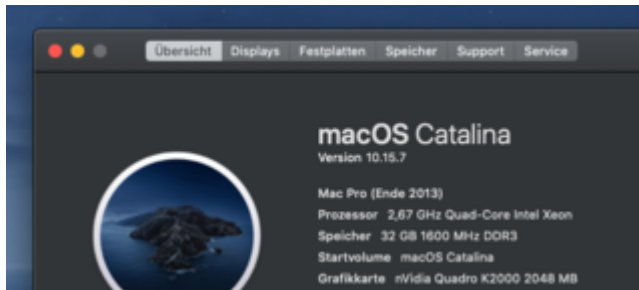 Übersicht Displays Festplatten Speicher Support Service
macOS Catalina
Version 10.15.7
Mac Pro (Ende 2013)
Prozessor 2,67 GHz Quad-Core Intel Xeon
Speicher 32 GB 1600 MHz DDR3
Startvolume macOS Catalina
Grafikkarte nVidia Quadro K2000 2048 MB